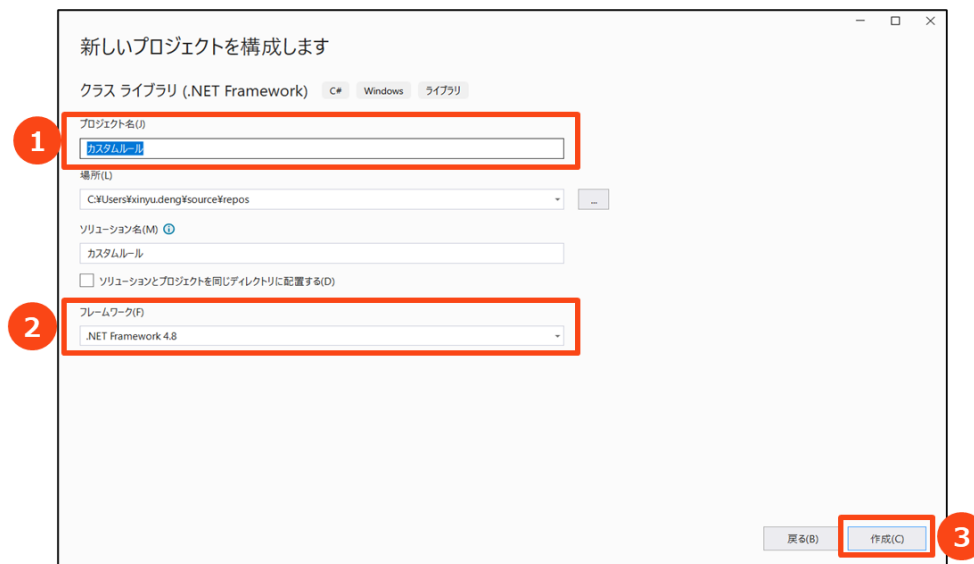 新しいプロジェクトを構成します
クラス ライブラリ (.NET Framework) C# Windows ライブラリ
1
プロジェクト名(J)
カスタムルール
場所(L)
C:¥Users¥xinyu.deng¥source¥repos
...
ソリューション名(M)
カスタムルール
ソリューションとプロジェクトを同じディレクトリに配置する(D)
2
フレームワーク(F)
.NET Framework 4.8
戻る(B) 作成(C) 3